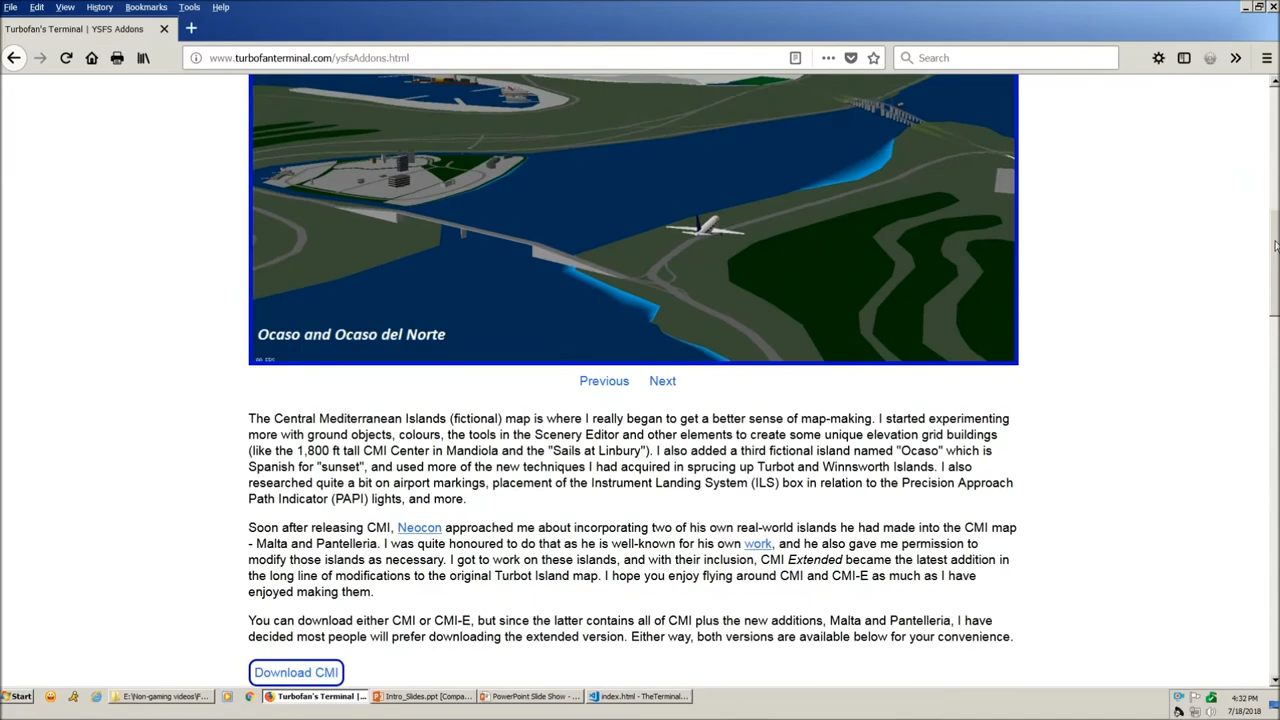 File Edit View History Bookmarks Tools Help
Turbofan's Terminal | YSFS Addons
www.turbofanterminal.com/ysfsAddons.html
Search
Ocaso and Ocaso del Norte
Previous Next
The Central Mediterranean Islands (fictional) map is where I really began to get a better sense of map-making. I started experimenting
more with ground objects, colours, the tools in the Scenery Editor and other elements to create some unique elevation grid buildings
(like the 1,800 ft tall CMI Center in Mandiola and the "Sails at Linbury"). I also added a third fictional island named "Ocaso" which is
Spanish for "sunset", and used more of the new techniques I had acquired in sprucing up Turbot and Winnsworth Islands. I also
researched quite a bit on airport markings, placement of the Instrument Landing System (ILS) box in relation to the Precision Approach
Path Indicator (PAPI) lights, and more.
Soon after releasing CMI, Neocon approached me about incorporating two of his own real-world islands he had made into the CMI map
- Malta and Pantelleria. I was quite honoured to do that as he is well-known for his own work, and he also gave me permission to
modify those islands as necessary. I got to work on these islands, and with their inclusion, CMI Extended became the latest addition in
the long line of modifications to the original Turbot Island map. I hope you enjoy flying around CMI and CMI-E as much as I have
enjoyed making them.
You can download either CMI or CMI-E, but since the latter contains all of CMI plus the new additions, Malta and Pantelleria, I have
decided most people will prefer downloading the extended version. Either way, both versions are available below for your convenience.
Download CMI
Start E:\Non-gaming videos\F... Turbofan's Terminal |... Intro_Slides.ppt [Compa... PowerPoint Slide Show - ... index.html - TheTerminal... 4:32 PM
7/18/2018